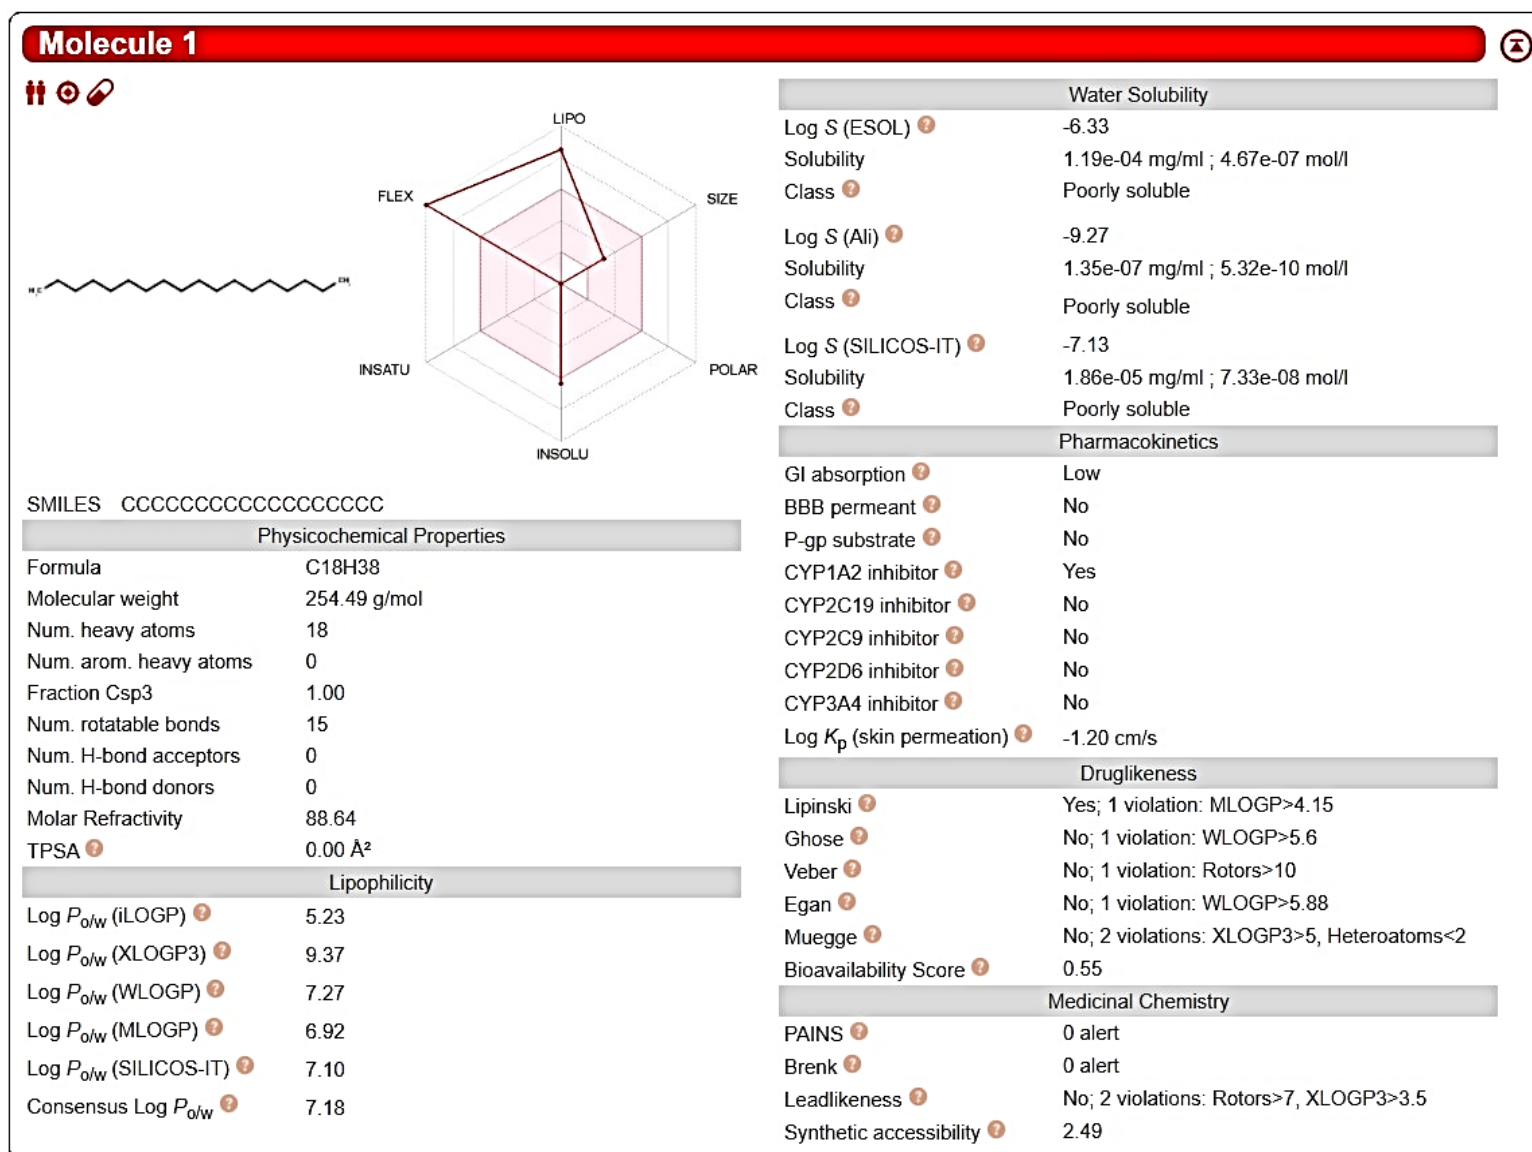 Molecule 1
LIPO
FLEX
SIZE
INSATU
POLAR
INSOLU
H3C
CH3
SMILES CCCCCCCCCCCCCCCCCC
Physicochemical Properties
Formula C18H38
Molecular weight 254.49 g/mol
Num. heavy atoms 18
Num. arom. heavy atoms 0
Fraction Csp3 1.00
Num. rotatable bonds 15
Num. H-bond acceptors 0
Num. H-bond donors 0
Molar Refractivity 88.64
TPSA ? 0.00 Å²
Lipophilicity
Log Po/w (iLOGP) ? 5.23
Log Po/w (XLOGP3) ? 9.37
Log Po/w (WLOGP) ? 7.27
Log Po/w (MLOGP) ? 6.92
Log Po/w (SILICOS-IT) ? 7.10
Consensus Log Po/w ? 7.18
Water Solubility
Log S (ESOL) ? -6.33
Solubility 1.19e-04 mg/ml ; 4.67e-07 mol/l
Class ? Poorly soluble
Log S (Ali) ? -9.27
Solubility 1.35e-07 mg/ml ; 5.32e-10 mol/l
Class ? Poorly soluble
Log S (SILICOS-IT) ? -7.13
Solubility 1.86e-05 mg/ml ; 7.33e-08 mol/l
Class ? Poorly soluble
Pharmacokinetics
GI absorption ? Low
BBB permeant ? No
P-gp substrate ? No
CYP1A2 inhibitor ? Yes
CYP2C19 inhibitor ? No
CYP2C9 inhibitor ? No
CYP2D6 inhibitor ? No
CYP3A4 inhibitor ? No
Log Kp (skin permeation) ? -1.20 cm/s
Druglikeness
Lipinski ? Yes; 1 violation: MLOGP>4.15
Ghose ? No; 1 violation: WLOGP>5.6
Veber ? No; 1 violation: Rotors>10
Egan ? No; 1 violation: WLOGP>5.88
Muegge ? No; 2 violations: XLOGP3>5, Heteroatoms<2
Bioavailability Score ? 0.55
Medicinal Chemistry
PAINS ? 0 alert
Brenk ? 0 alert
Leadlikeness ? No; 2 violations: Rotors>7, XLOGP3>3.5
Synthetic accessibility ? 2.49